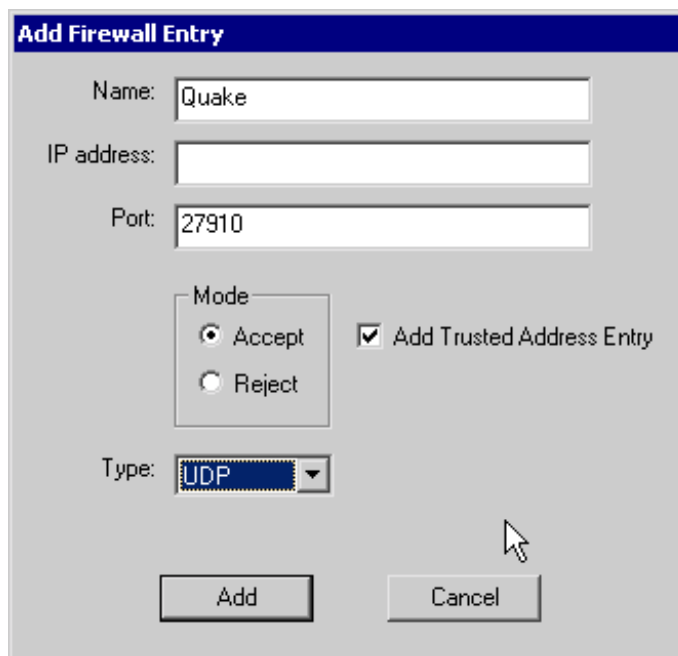 Add Firewall Entry
Name: Quake
IP address:
Port: 27910
Mode
Accept
Add Trusted Address Entry
Reject
Type: UDP
Add Cancel